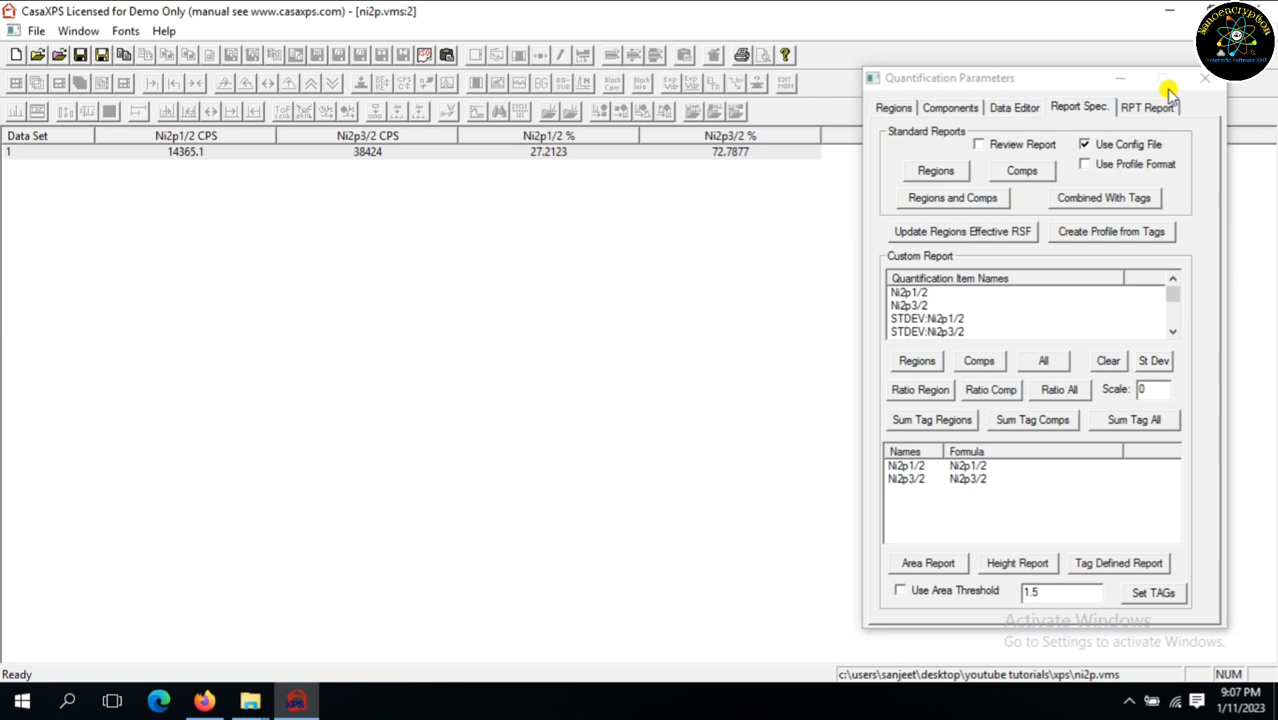 CasaXPS Licensed for Demo Only (manual see www.casaxps.com) - [ni2p.vms:2]
File Window Fonts Help
Data Set Ni2p1/2 CPS Ni2p3/2 CPS Ni2p1/2 % Ni2p3/2 %
1 14365.1 38424 27.2123 72.7877
Nanoencryption
Scientific Software Skill
Quantification Parameters
Regions Components Data Editor Report Spec. RPT Report
Standard Reports
Review Report Use Config File
Use Profile Format
Regions Comps
Regions and Comps Combined With Tags
Update Regions Effective RSF Create Profile from Tags
Custom Report
Quantification Item Names
Ni2p1/2
Ni2p3/2
STDEV:Ni2p1/2
STDEV:Ni2p3/2
Regions Comps All Clear St Dev
Ratio Region Ratio Comp Ratio All Scale: 0
Sum Tag Regions Sum Tag Comps Sum Tag All
Names Formula
Ni2p1/2 Ni2p1/2
Ni2p3/2 Ni2p3/2
Area Report Height Report Tag Defined Report
Use Area Threshold 1.5 Set TAGs
Activate Windows
Go to Settings to activate Windows.
Ready c:\users\sanjeet\desktop\youtube tutorials\xps\ni2p.vms NUM
9:07 PM
1/11/2023